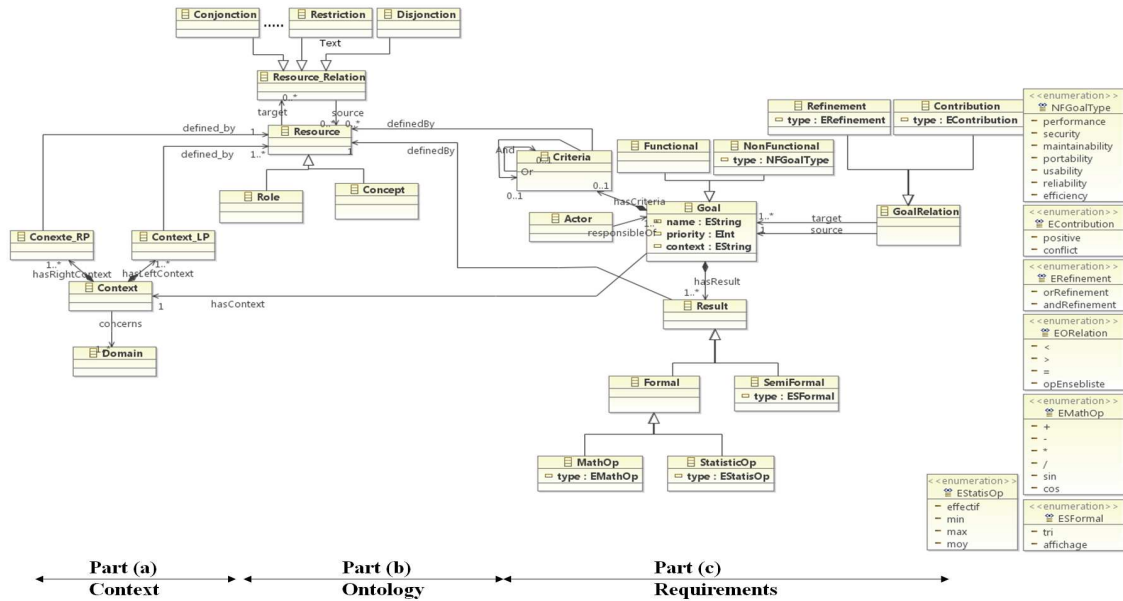 Conjonction ..... Restriction Disjonction
Text
Resource_Relation
0..*
target source
0..* 0..*
Resource
defined_by 1
defined_by 1..*
1
definedBy
definedBy
Role
Concept
Conexte_RP
Context_LP
1..* 1..*
hasRightContext hasLeftContext
Context
1
hasContext
concerns
1..*
Domain
And
0..1
Criteria
Or
0..1
0..1
hasCriteria
Functional
NonFunctional
type : NFGoalType
Refinement
type : ERefinement
Contribution
type : EContribution
Actor
responsibleOf
1..*
Goal
name : EString
priority : EInt
context : EString
1..* target
1 source
GoalRelation
hasResult
1..*
Result
Formal
SemiFormal
type : ESFormal
MathOp
type : EMathOp
StatisticOp
type : EStatisOp
<<enumeration>>
NFGoalType
performance
security
maintainability
portability
usability
reliability
efficiency
<<enumeration>>
EContribution
positive
conflict
<<enumeration>>
ERefinement
orRefinement
andRefinement
<<enumeration>>
EORelation
<
>
=
opEnsebliste
<<enumeration>>
EMathOp
+
-
*
/
sin
cos
<<enumeration>>
EStatisOp
effectif
min
max
moy
<<enumeration>>
ESFormal
tri
affichage
Part (a) Part (b) Part (c)
Context Ontology Requirements